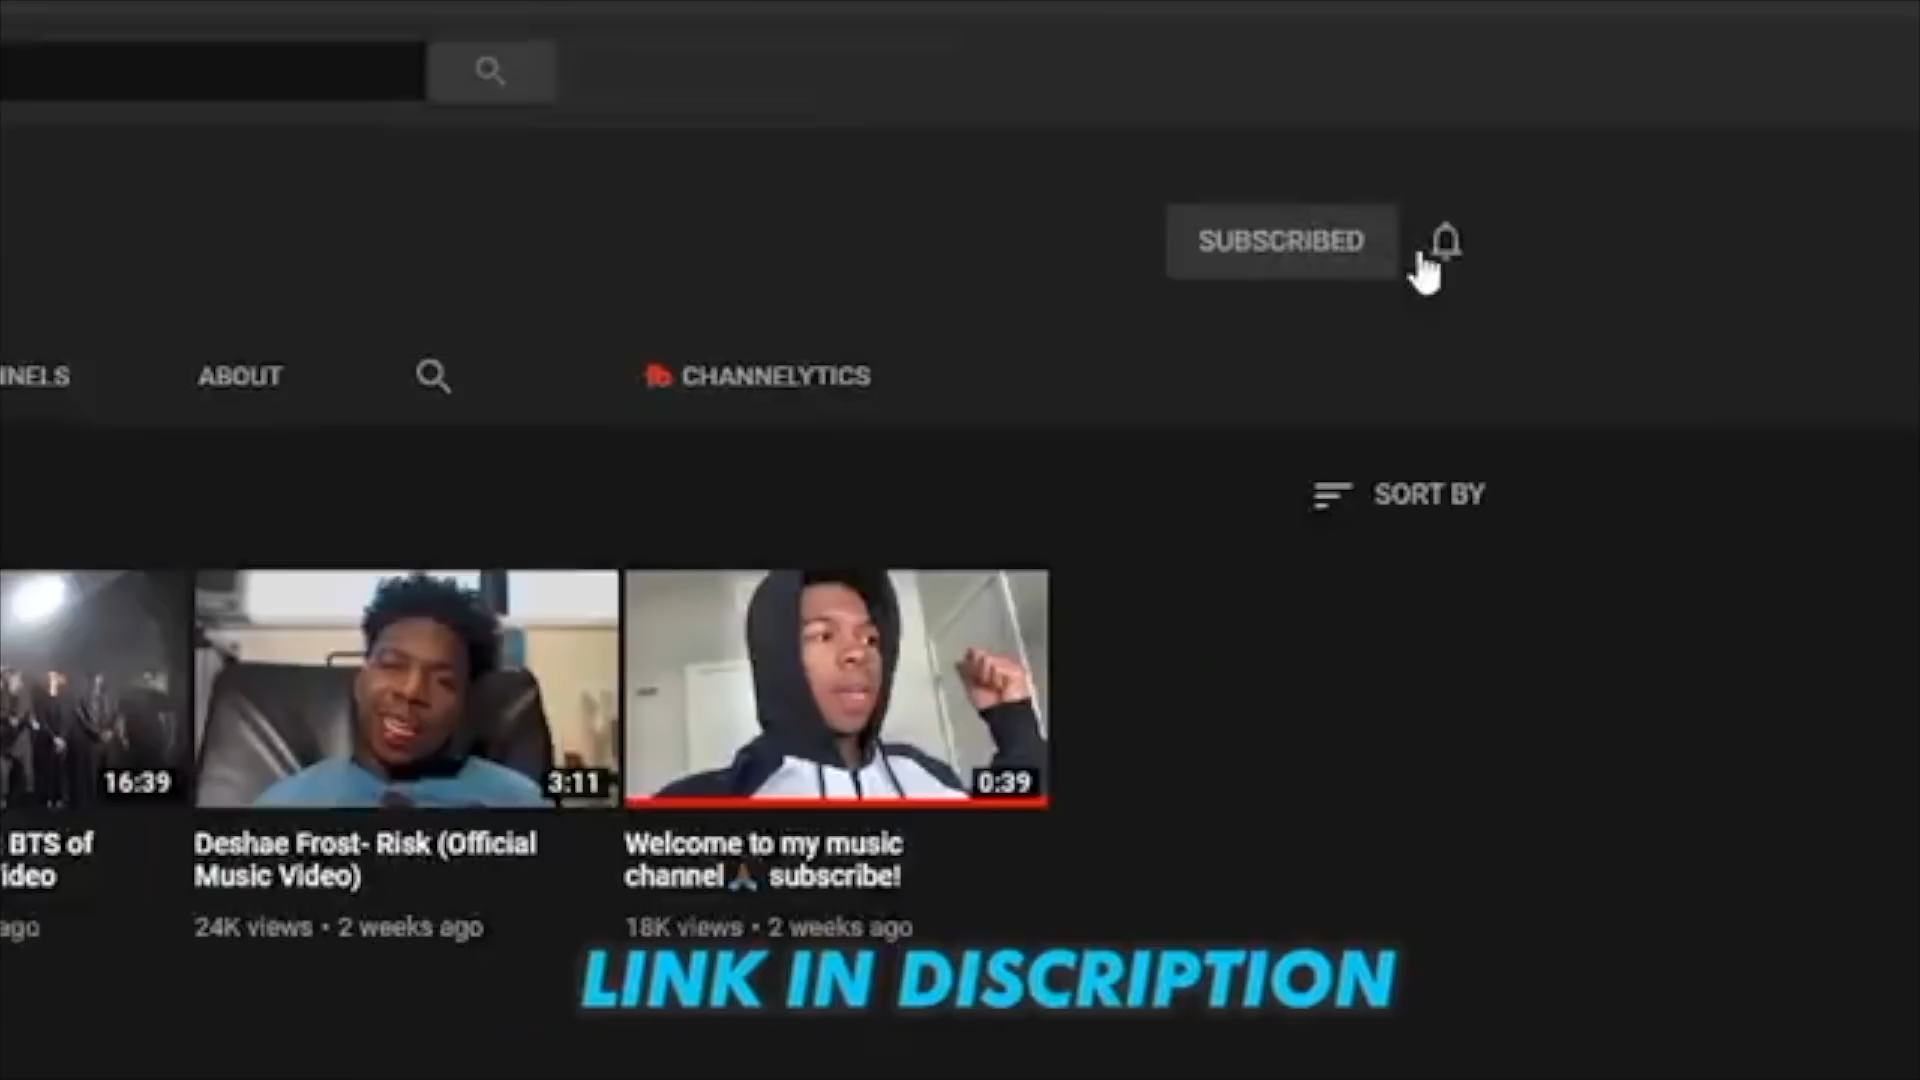 SUBSCRIBED
NNELS
ABOUT
CHANNELYTICS
SORT BY
16:39
3:11
0:39
BTS of
ideo
ago
Deshae Frost- Risk (Official
Music Video)
24K views • 2 weeks ago
Welcome to my music
channel🙏🏾 subscribe!
18K views • 2 weeks ago
LINK IN DISCRIPTION